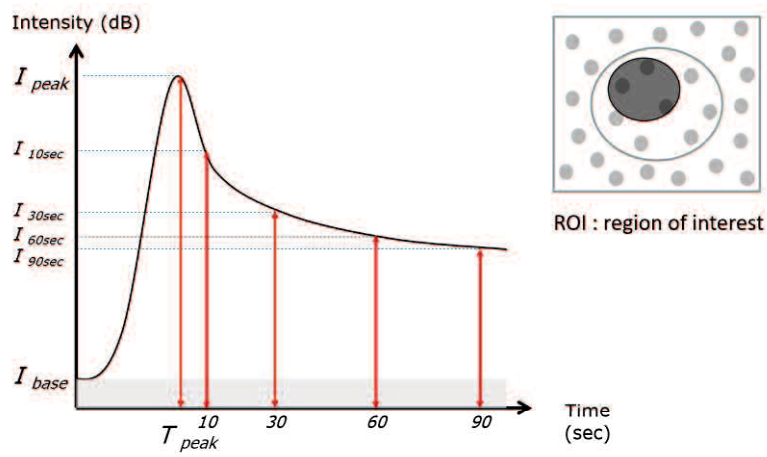 Intensity (dB)
I peak
I 10sec
I 30sec
I 60sec
I 90sec
I base
10 30 60 90
T peak
Time
(sec)
ROI : region of interest